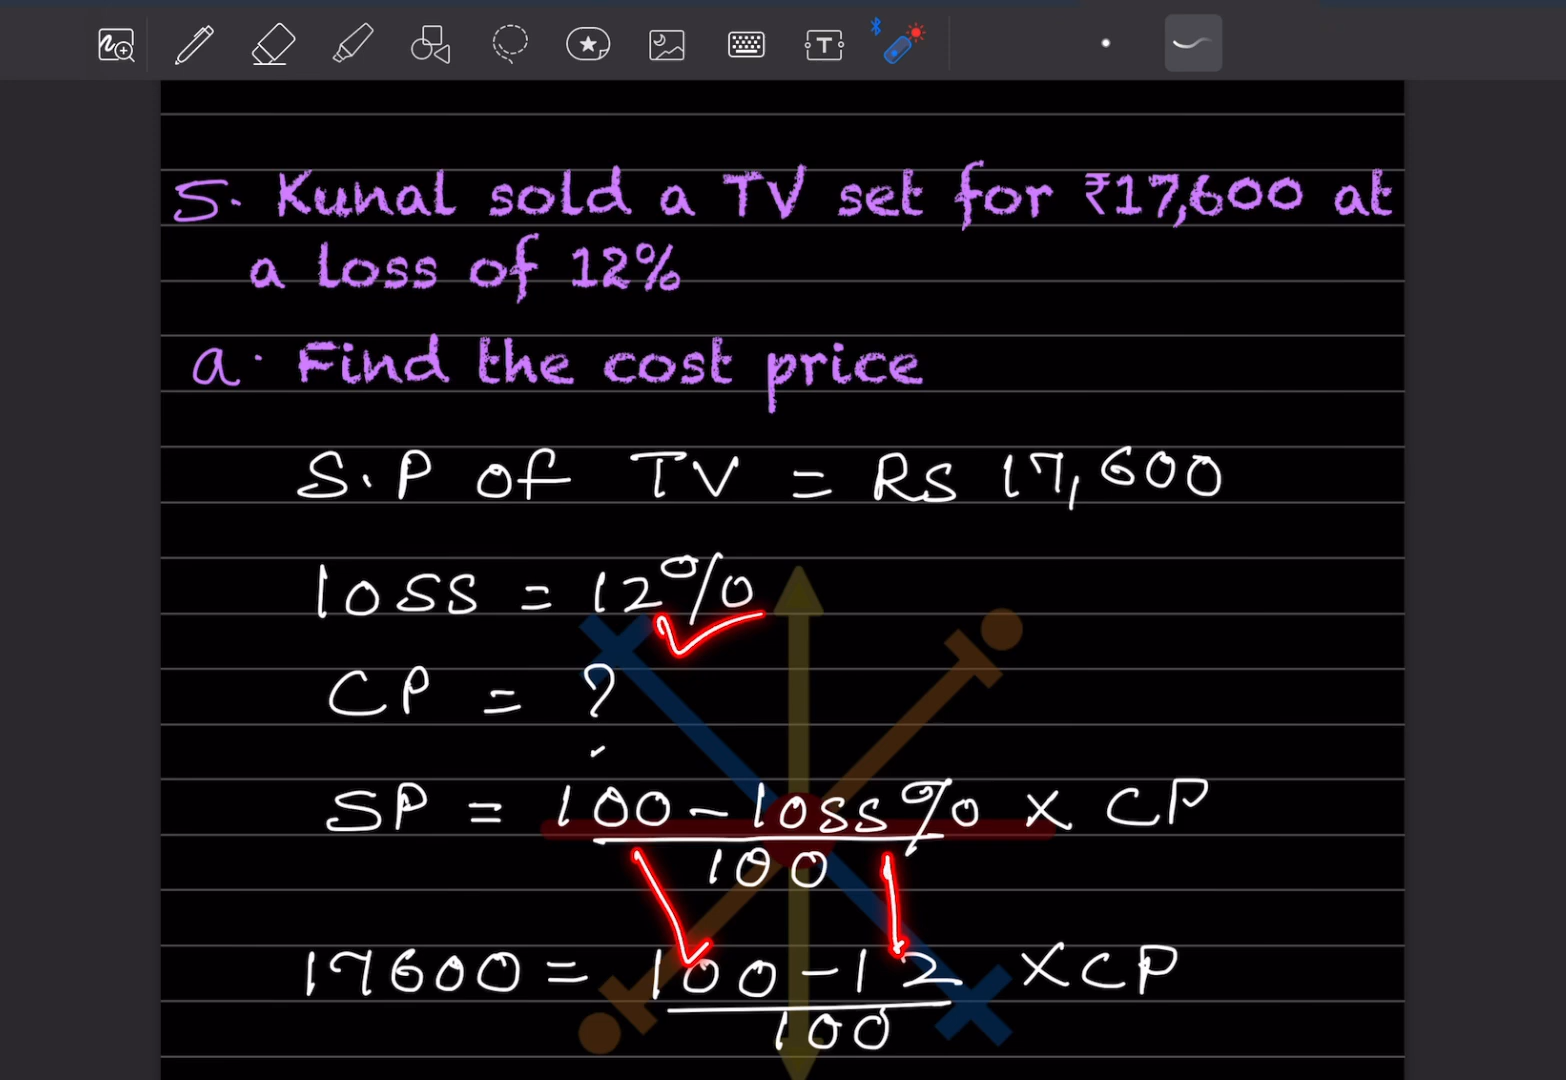 5. Kunal sold a TV set for ₹17,600 at
a loss of 12%
a. Find the cost price
S.P of TV = Rs 17,600
loss = 12%
CP = ?
SP = 100 - loss% x CP
100
17600 = 100 - 12 x CP
100